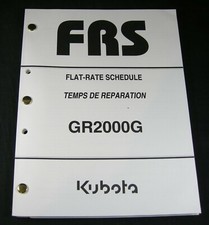 FRS
FLAT-RATE SCHEDULE
TEMPS DE REPARATION
GR2000G
Kubota